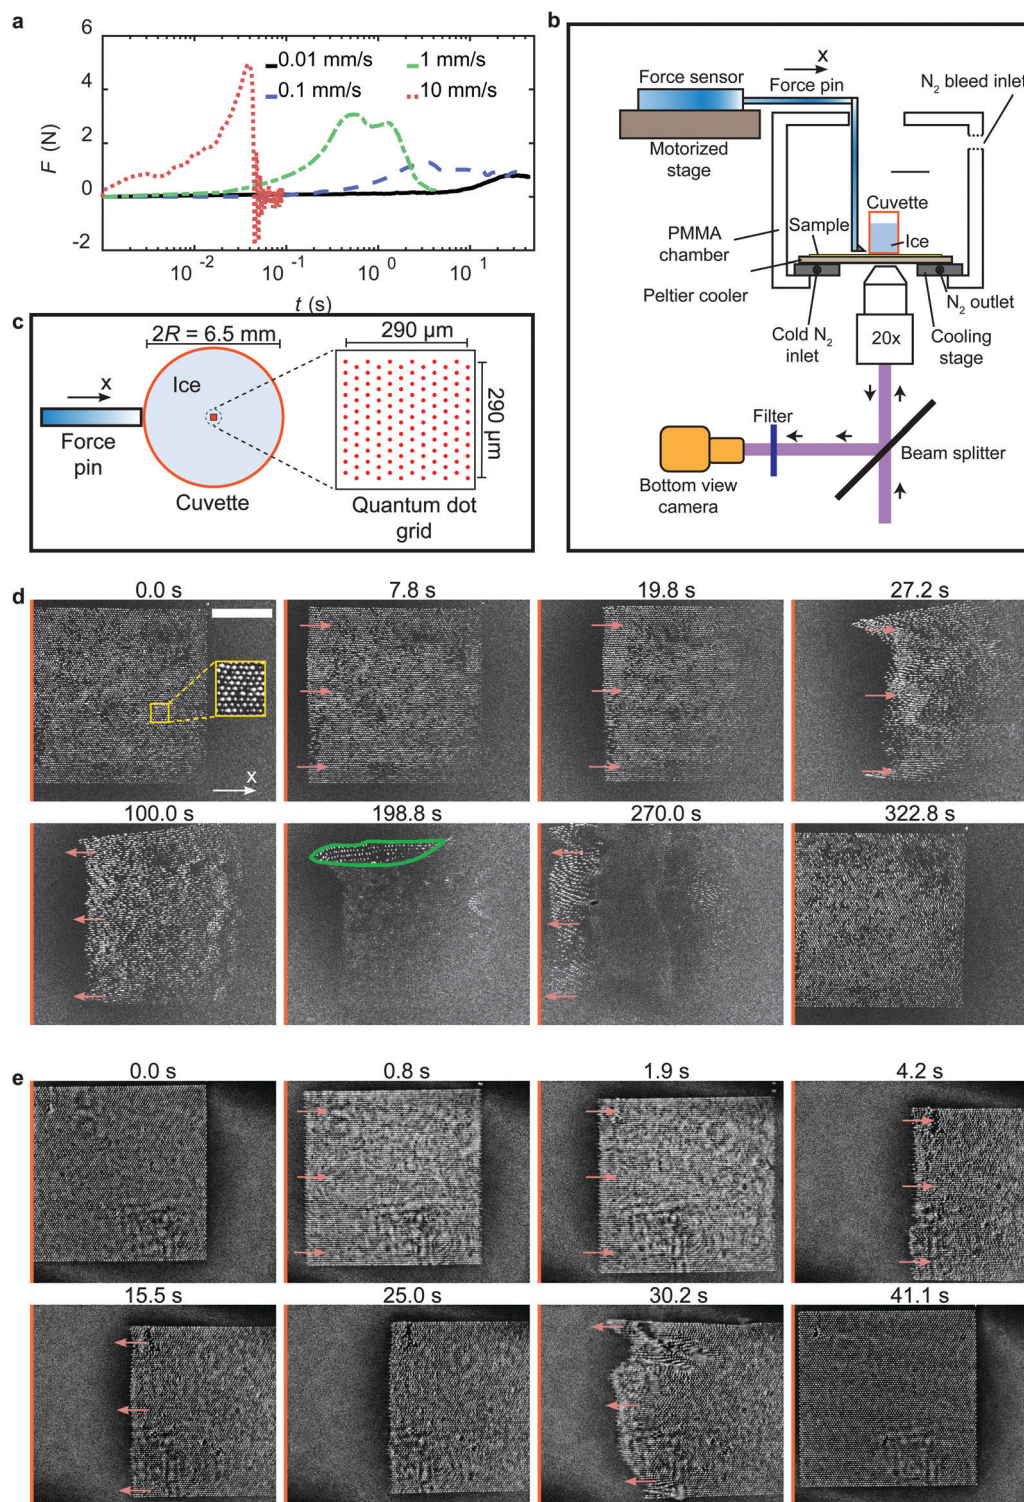 a
6
4
2
0
-2
F (N)
0.01 mm/s
0.1 mm/s
1 mm/s
10 mm/s
10⁻²
10⁻¹
10⁰
10¹
t (s)
b
x
Force sensor
Force pin
N₂ bleed inlet
Motorized
stage
Cuvette
Sample
Ice
PMMA
chamber
Peltier cooler
N₂ outlet
Cold N₂
inlet
20x
Cooling
stage
Filter
Beam splitter
Bottom view
camera
c
2R = 6.5 mm
290 μm
x
Ice
290 μm
Force
pin
Cuvette
Quantum dot
grid
d
0.0 s
7.8 s
19.8 s
27.2 s
x
100.0 s
198.8 s
270.0 s
322.8 s
e
0.0 s
0.8 s
1.9 s
4.2 s
15.5 s
25.0 s
30.2 s
41.1 s